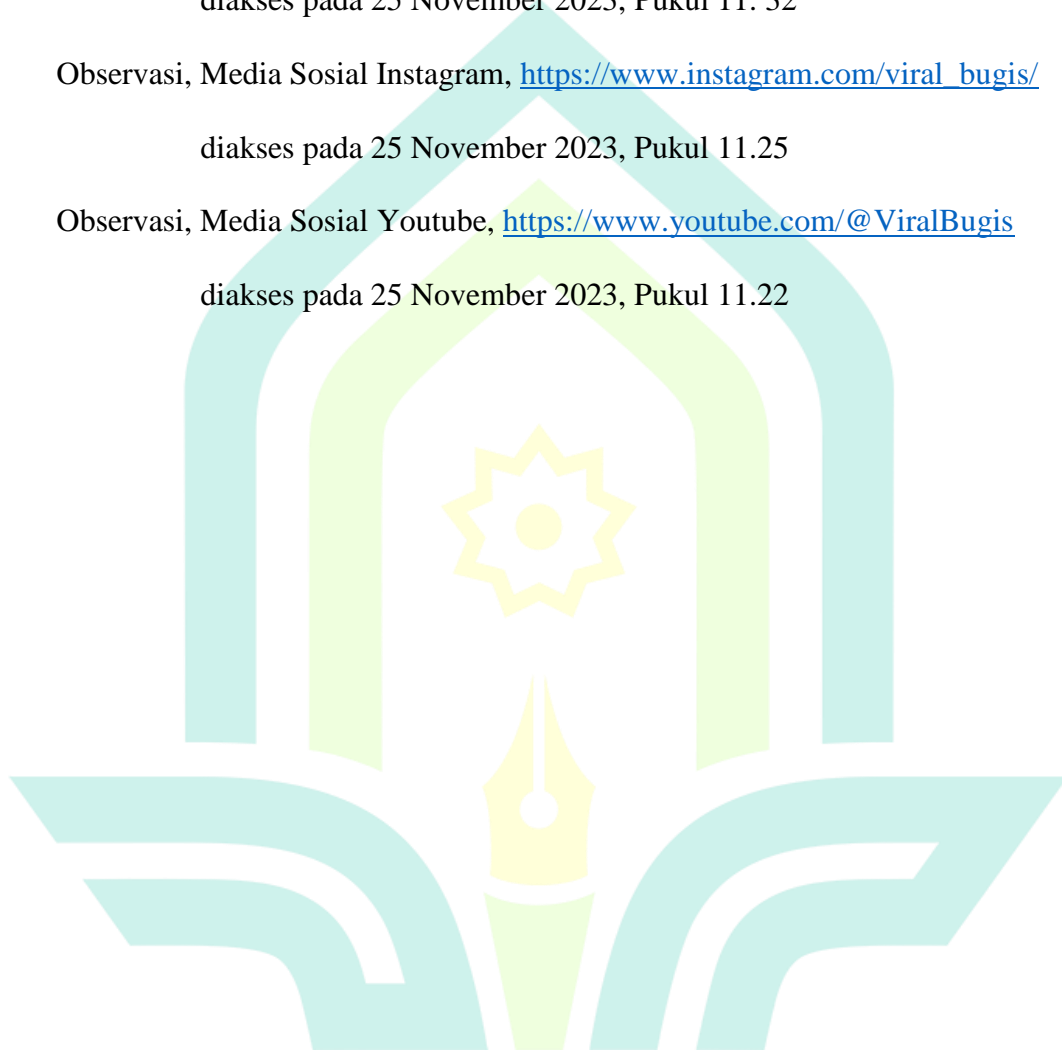 diakses pada 25 November 2023, Pukul 11. 32
Observasi, Media Sosial Instagram, https://www.instagram.com/viral_bugis/
diakses pada 25 November 2023, Pukul 11.25
Observasi, Media Sosial Youtube, https://www.youtube.com/@ViralBugis
diakses pada 25 November 2023, Pukul 11.22